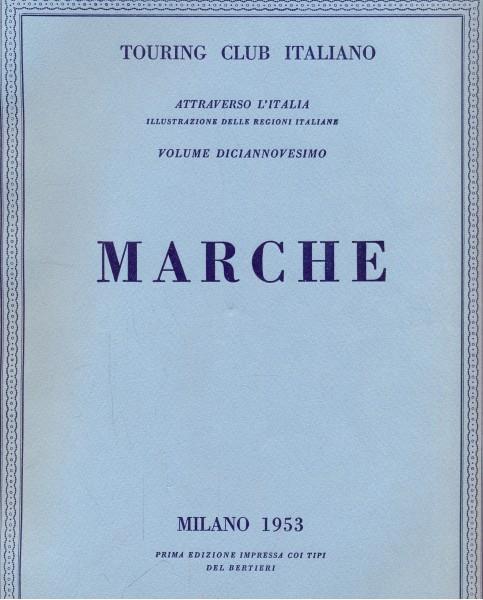 TOURING CLUB ITALIANO
ATTRAVERSO L'ITALIA
ILLUSTRAZIONE DELLE REGIONI ITALIANE
VOLUME DICIANNOVESIMO
MARCHE
MILANO 1953
PRIMA EDIZIONE IMPRESSA COI TIPI
DEL BERTIERI